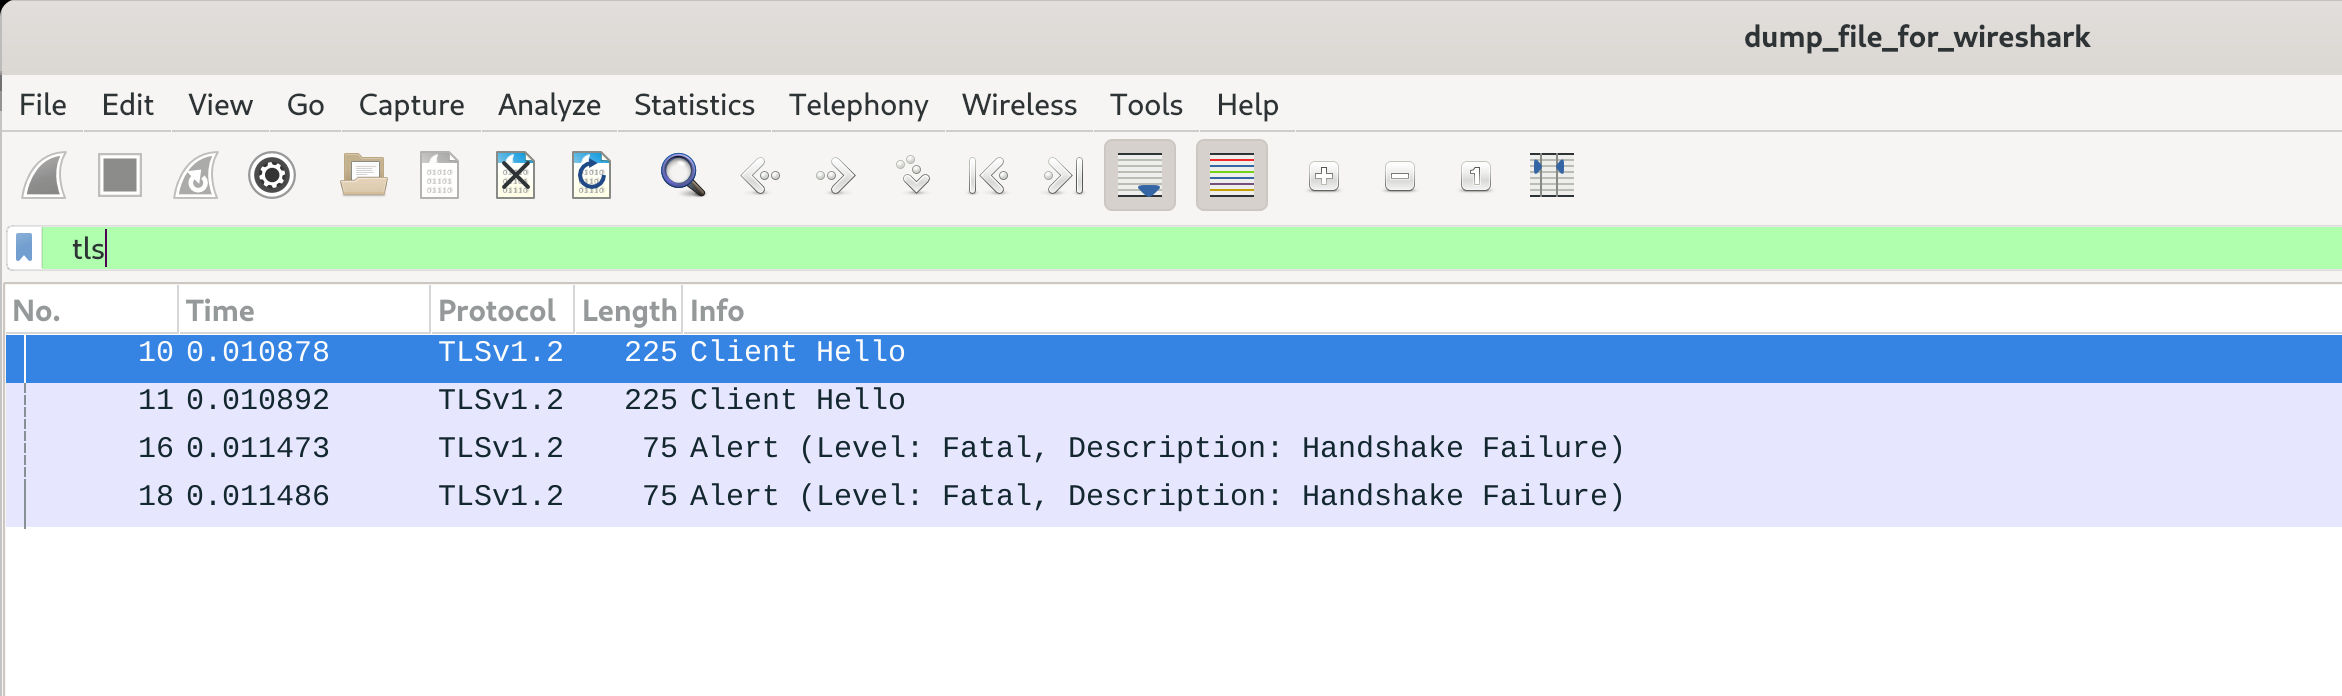 dump_file_for_wireshark
File Edit View Go Capture Analyze Statistics Telephony Wireless Tools Help
tls
No. Time Protocol Length Info
10 0.010878 TLSv1.2 225 Client Hello
11 0.010892 TLSv1.2 225 Client Hello
16 0.011473 TLSv1.2 75 Alert (Level: Fatal, Description: Handshake Failure)
18 0.011486 TLSv1.2 75 Alert (Level: Fatal, Description: Handshake Failure)